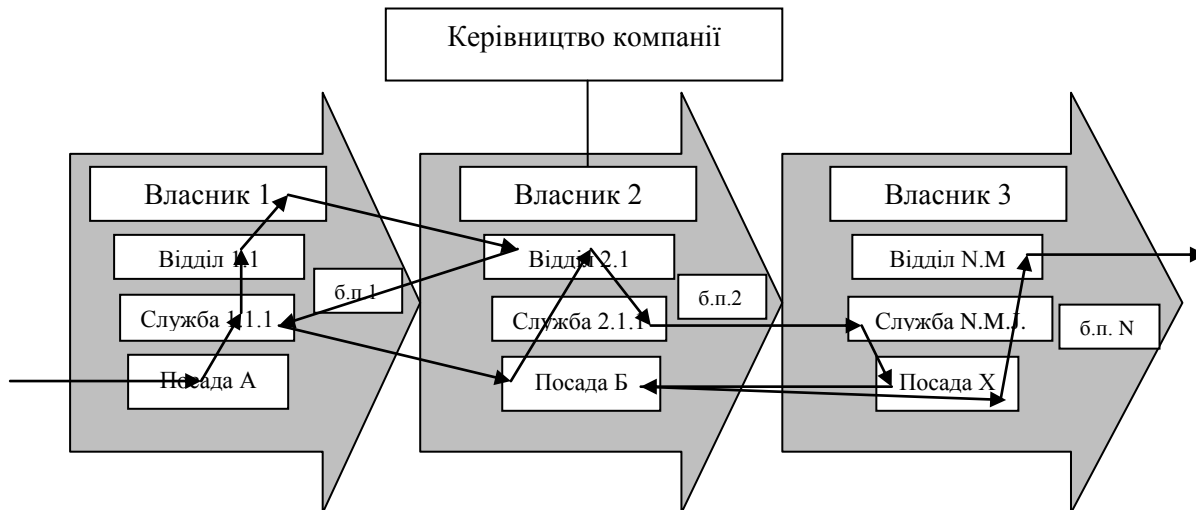 Керівництво компанії
Власник 1
Відділ 1.1
б.п.1
Служба 1.1.1
Посада А
Власник 2
Відділ 2.1
б.п.2
Служба 2.1.1
Посада Б
Власник 3
Відділ N.M
Служба N.M.J.
б.п. N
Посада Х